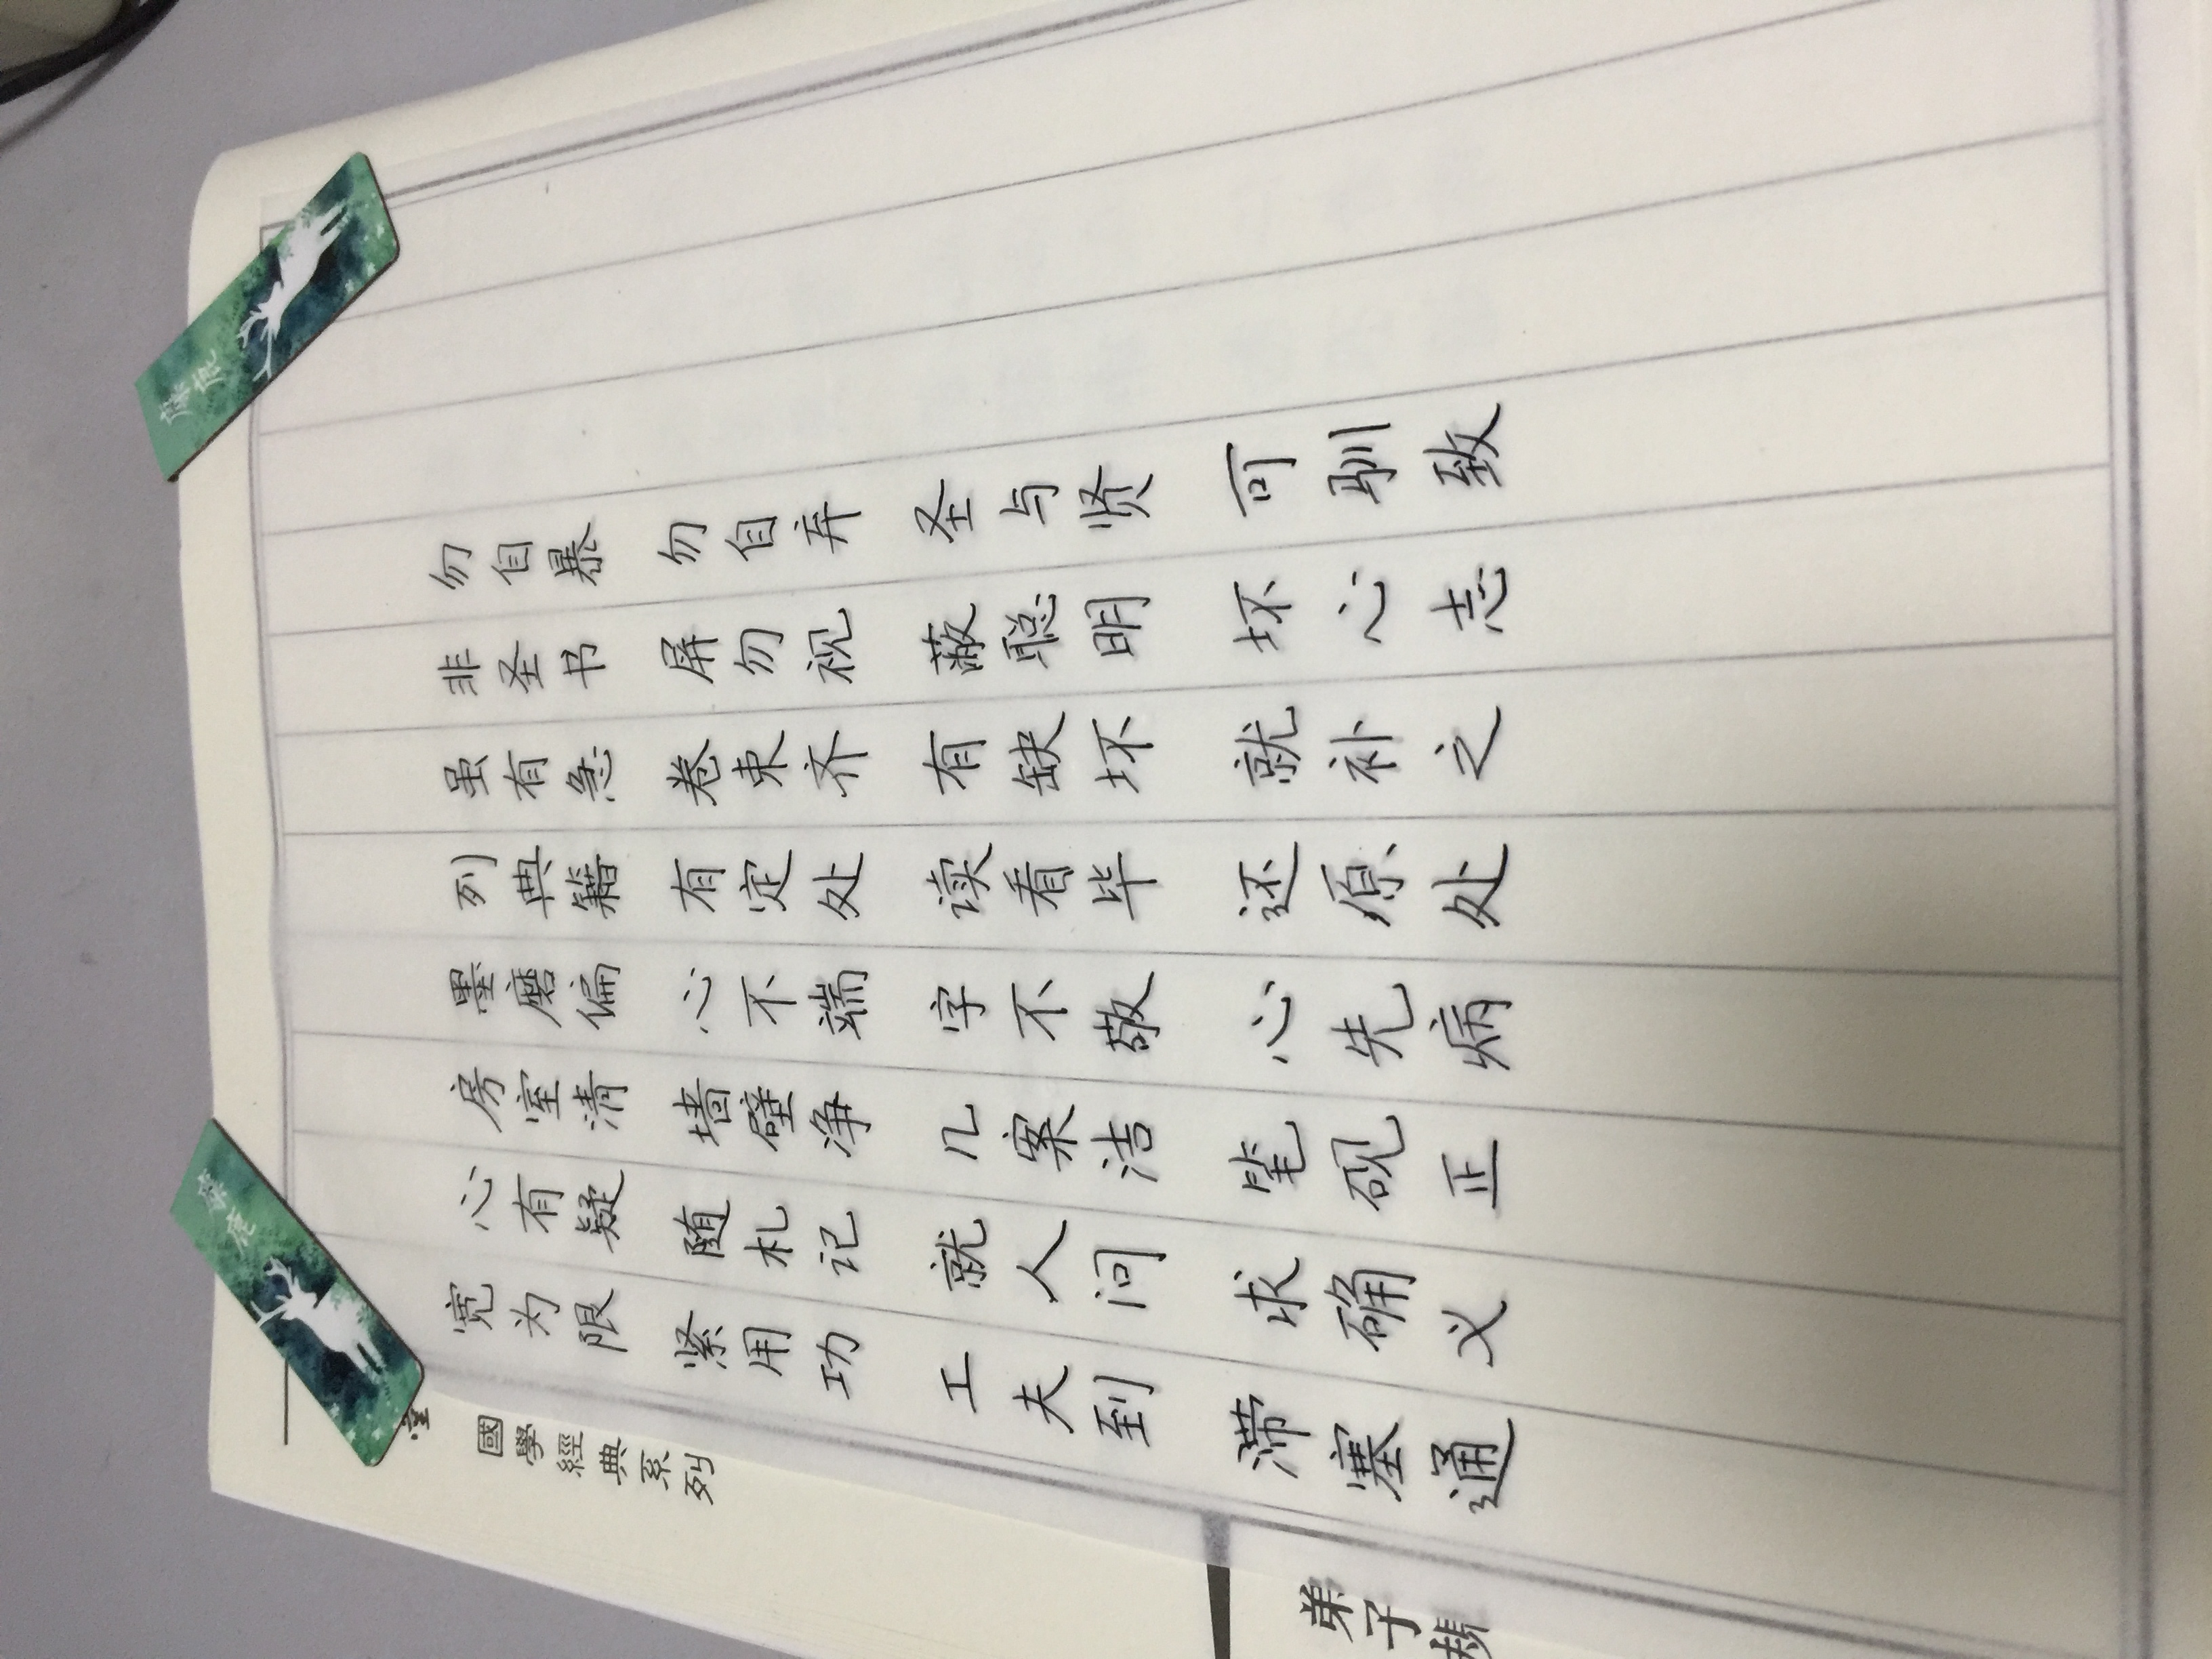 麋鹿
麋鹿
堂
國學經典系列
弟子規
宽为限 紧用功 工夫到 滞塞通
心有疑 随札记 就人问 求确义
房室清 墙壁净 几案洁 笔砚正
墨磨偏 心不端 字不敬 心先病
列典籍 有定处 读看毕 还原处
虽有急 卷束齐 有缺坏 就补之
非圣书 屏勿视 蔽聪明 坏心志
勿自暴 勿自弃 圣与贤 可驯致